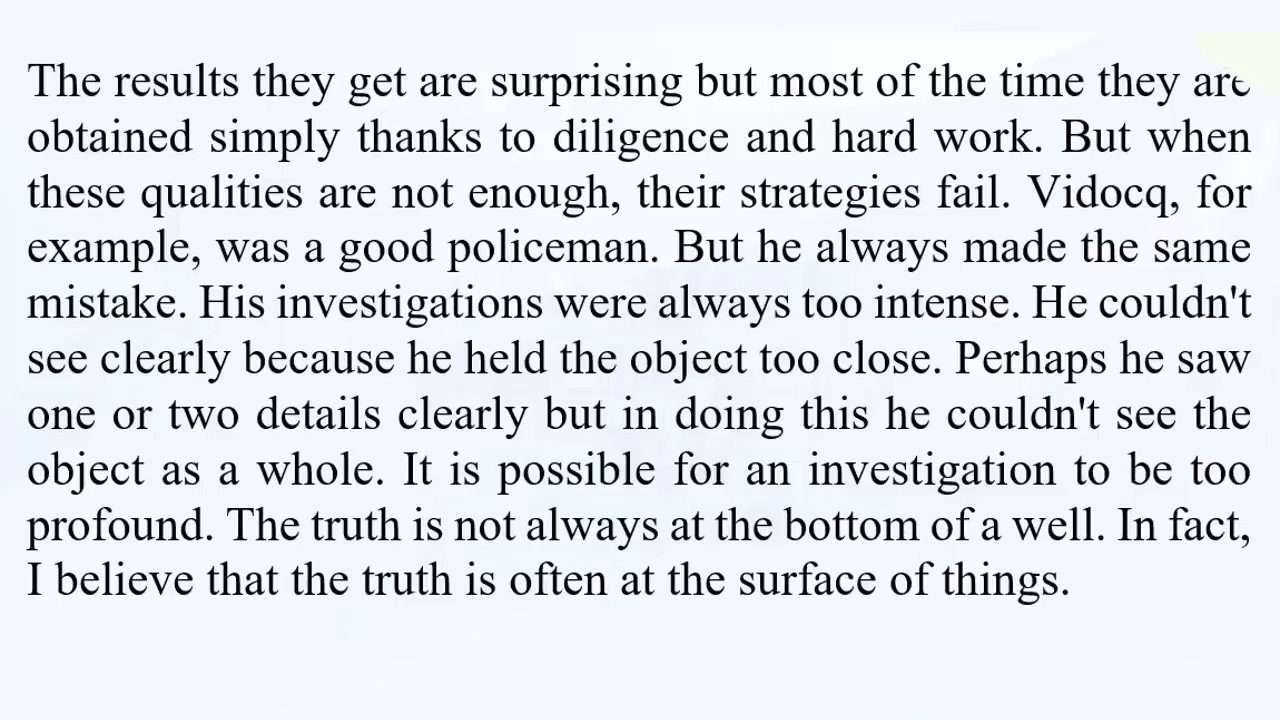 The results they get are surprising but most of the time they are
obtained simply thanks to diligence and hard work. But when
these qualities are not enough, their strategies fail. Vidocq, for
example, was a good policeman. But he always made the same
mistake. His investigations were always too intense. He couldn't
see clearly because he held the object too close. Perhaps he saw
one or two details clearly but in doing this he couldn't see the
object as a whole. It is possible for an investigation to be too
profound. The truth is not always at the bottom of a well. In fact,
I believe that the truth is often at the surface of things.